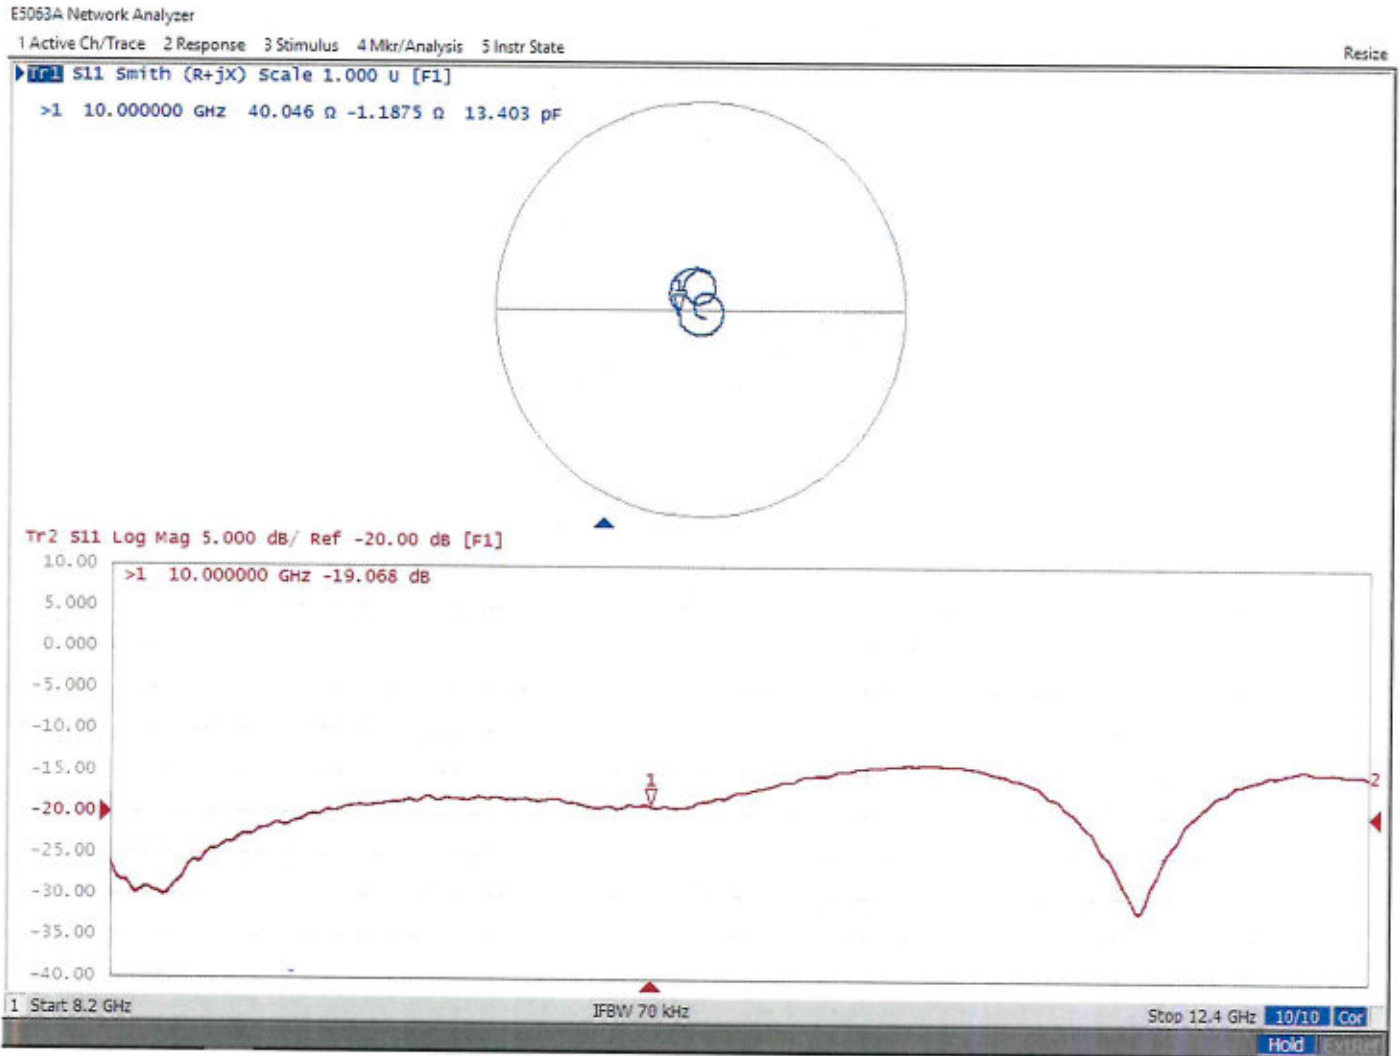 E5063A Network Analyzer
1 Active Ch/Trace 2 Response 3 Stimulus 4 Mkr/Analysis 5 Instr State
Resize
Tr1 S11 Smith (R+jX) Scale 1.000 U [F1]
>1 10.000000 GHz 40.046 Ω -1.1875 Ω 13.403 pF
1
Tr2 S11 Log Mag 5.000 dB/ Ref -20.00 dB [F1]
10.00
>1 10.000000 GHz -19.068 dB
5.000
0.000
-5.000
-10.00
-15.00
1
2
-20.00
-25.00
-30.00
-35.00
-40.00
1 Start 8.2 GHz
IFBW 70 kHz
Stop 12.4 GHz 10/10 Cor
Hold ExtRef